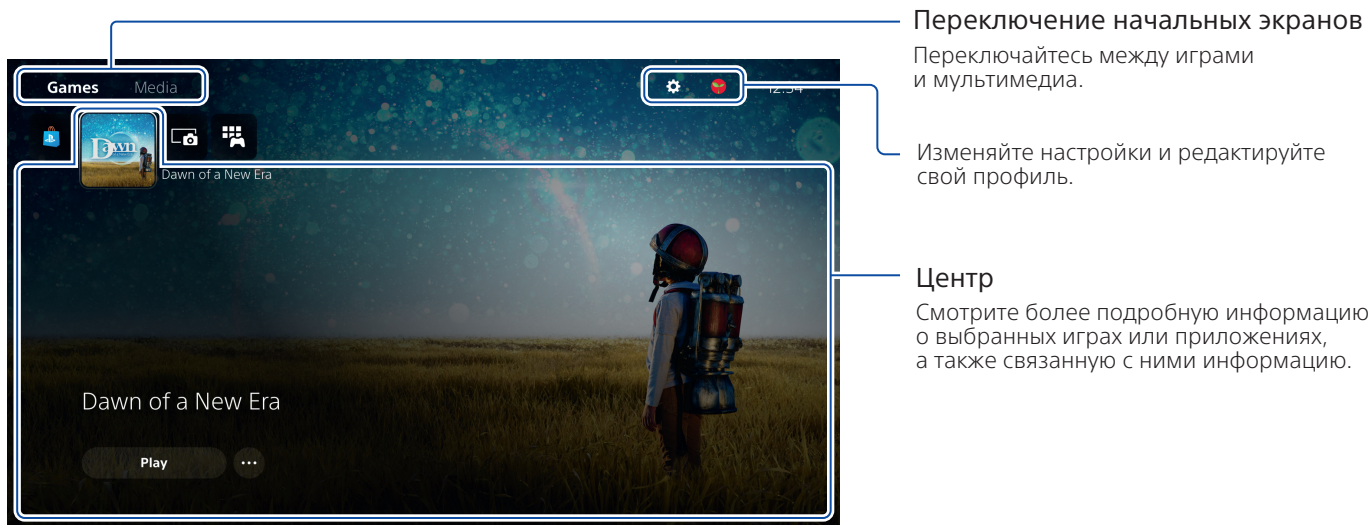 Переключение начальных экранов
Переключайтесь между играми
и мультимедиа.
Games Media
12:34
Dawn
Dawn of a New Era
Изменяйте настройки и редактируйте
свой профиль.
Центр
Смотрите более подробную информацию
о выбранных играх или приложениях,
а также связанную с ними информацию.
Dawn of a New Era
Play